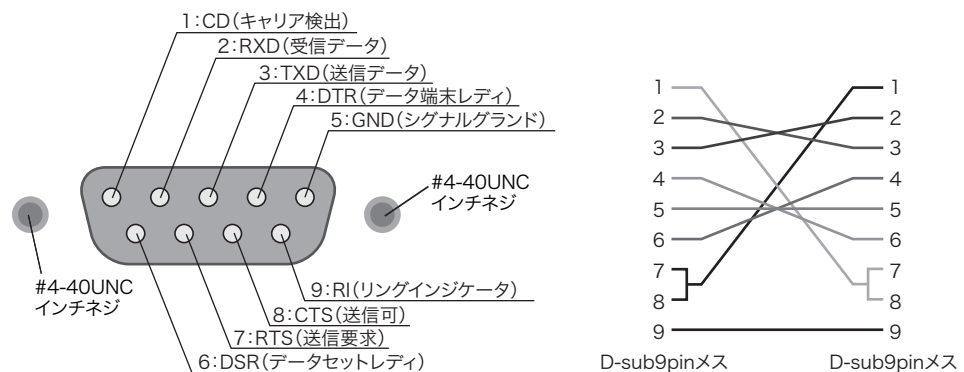 1:CD(キャリア検出)
2:RXD(受信データ)
3:TXD(送信データ)
4:DTR(データ端末レディ)
5:GND(シグナルグランド)
#4-40UNC
インチネジ
#4-40UNC
インチネジ
9:RI(リングインジケータ)
8:CTS(送信可)
7:RTS(送信要求)
6:DSR(データセットレディ)
1 1
2 2
3 3
4 4
5 5
6 6
7 7
8 8
9 9
D-sub9pinメス D-sub9pinメス